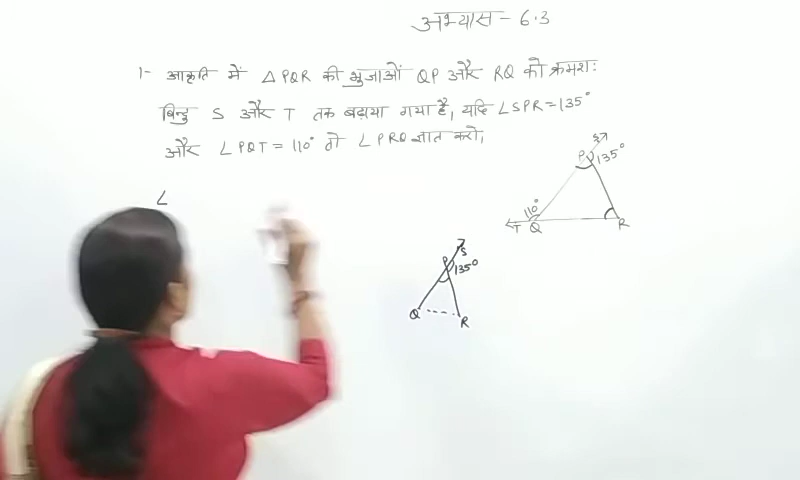 अभ्यास - 6.3
1- आकृति में △PQR की भुजाओं QP और RQ को क्रमशः
बिन्दु S और T तक बढ़ाया गया है, यदि ∠SPR = 135°
और ∠PQT = 110° तो ∠PRQ ज्ञात करो,
∠
S
P 135°
110°
T Q R
S
P
135°
Q R